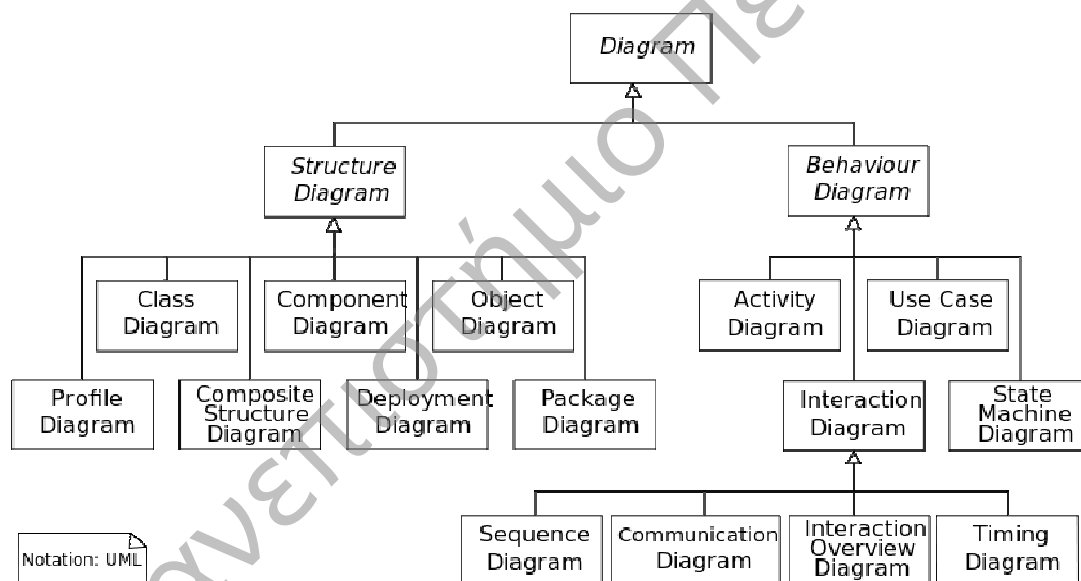 Diagram
Structure
Diagram
Behaviour
Diagram
Class
Diagram
Component
Diagram
Object
Diagram
Activity
Diagram
Use Case
Diagram
Profile
Diagram
Composite
Structure
Diagram
Deployment
Diagram
Package
Diagram
Interaction
Diagram
State
Machine
Diagram
Sequence
Diagram
Communication
Diagram
Interaction
Overview
Diagram
Timing
Diagram
Notation: UML